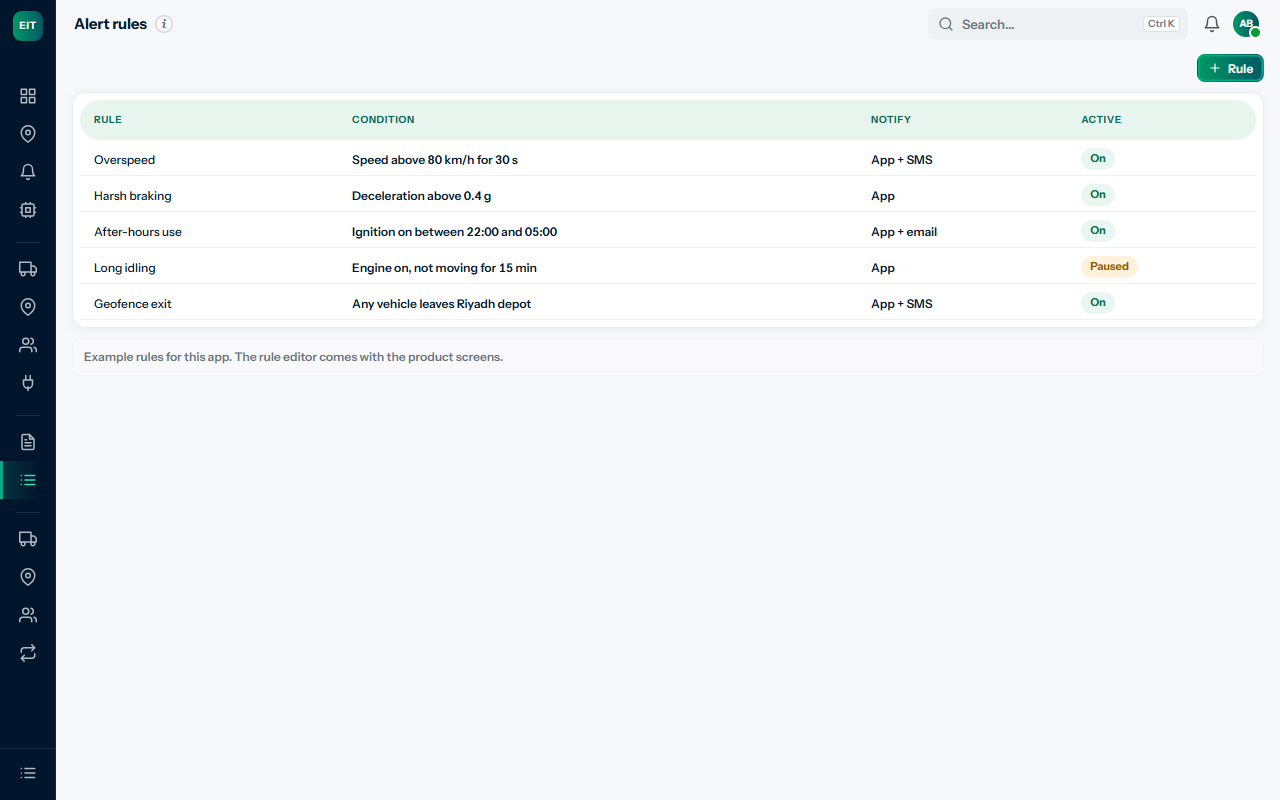 EIT
Alert rules
i
Search...
Ctrl K
AB
+ Rule
RULE CONDITION NOTIFY ACTIVE
Overspeed Speed above 80 km/h for 30 s App + SMS On
Harsh braking Deceleration above 0.4 g App On
After-hours use Ignition on between 22:00 and 05:00 App + email On
Long idling Engine on, not moving for 15 min App Paused
Geofence exit Any vehicle leaves Riyadh depot App + SMS On
Example rules for this app. The rule editor comes with the product screens.